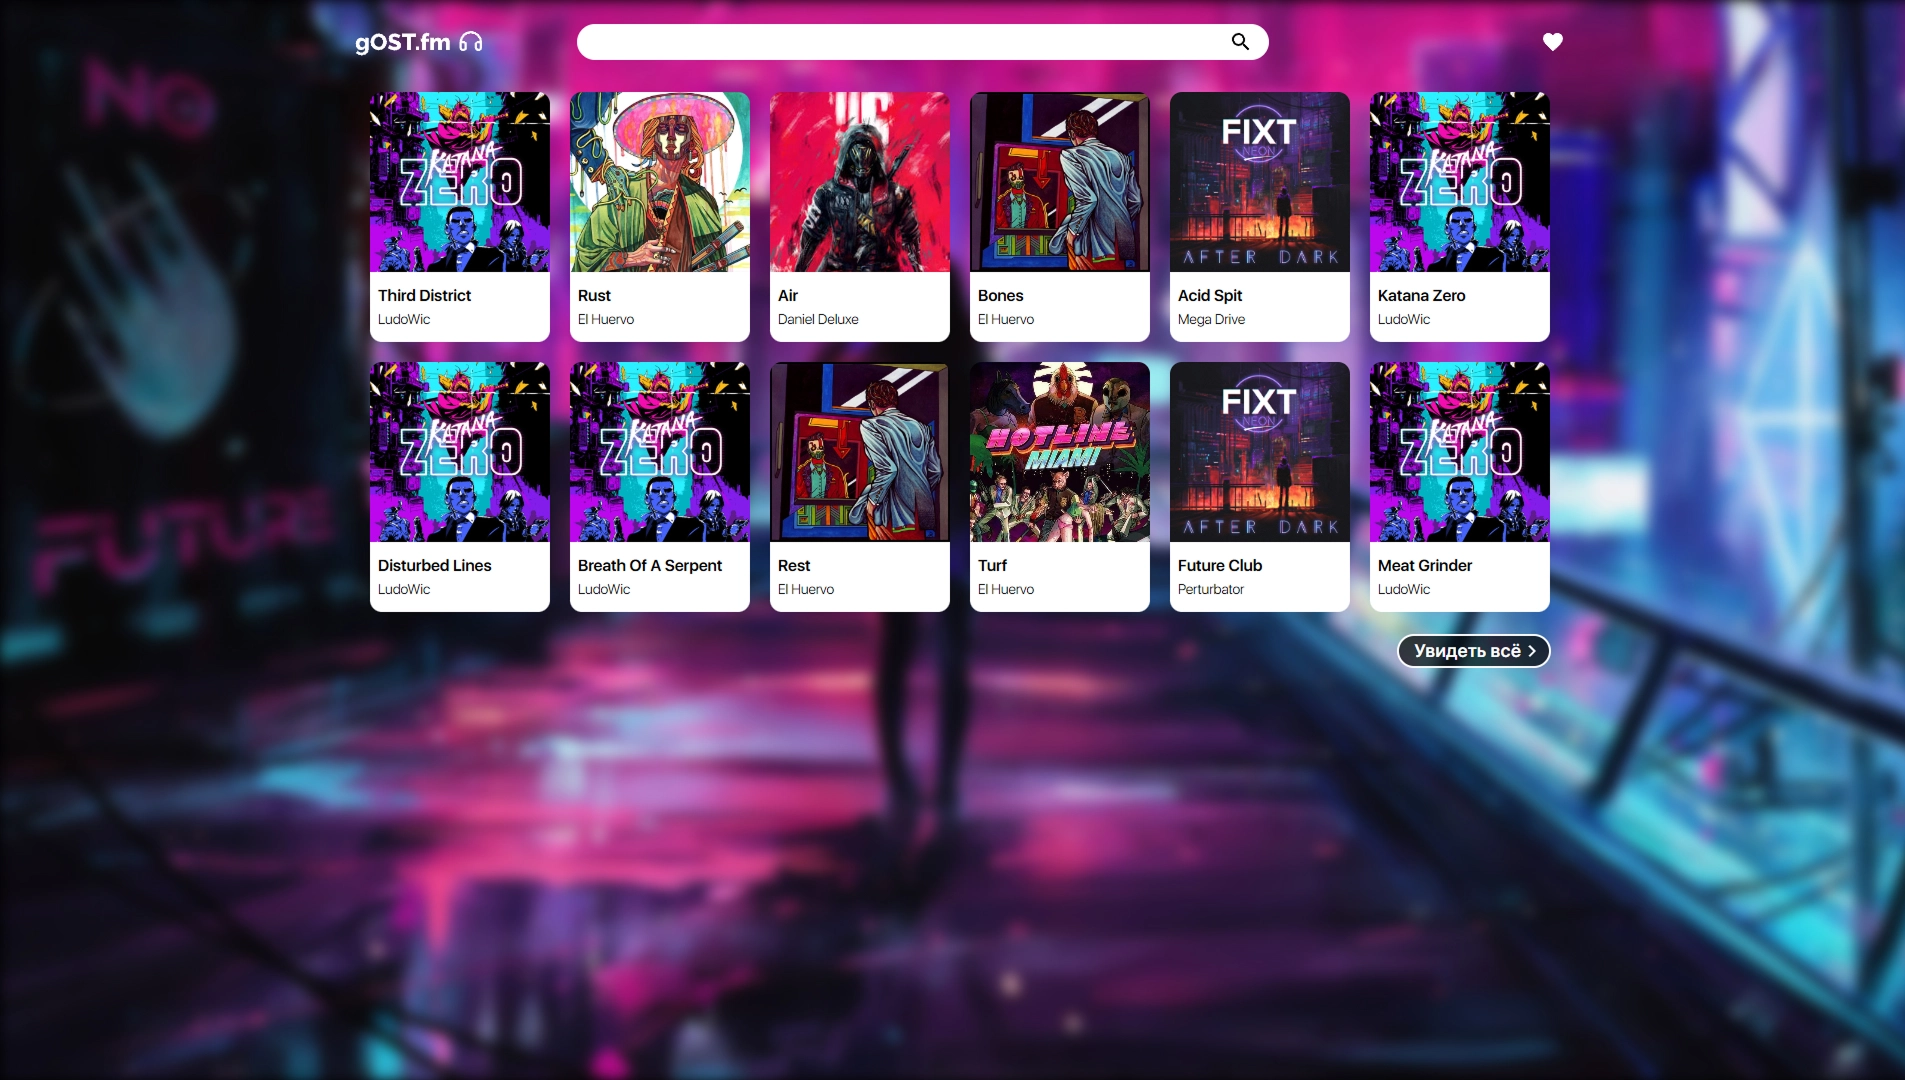 gOST.fm
NO
FUTURE
KATANA
ZERO
FIXT
NEON
AFTER DARK
KATANA
ZERO
Third District
LudoWic
Rust
El Huervo
Air
Daniel Deluxe
Bones
El Huervo
Acid Spit
Mega Drive
Katana Zero
LudoWic
KATANA
ZERO
KATANA
ZERO
HOTLINE
MIAMI
FIXT
NEON
AFTER DARK
KATANA
ZERO
Disturbed Lines
LudoWic
Breath Of A Serpent
LudoWic
Rest
El Huervo
Turf
El Huervo
Future Club
Perturbator
Meat Grinder
LudoWic
Увидеть всё